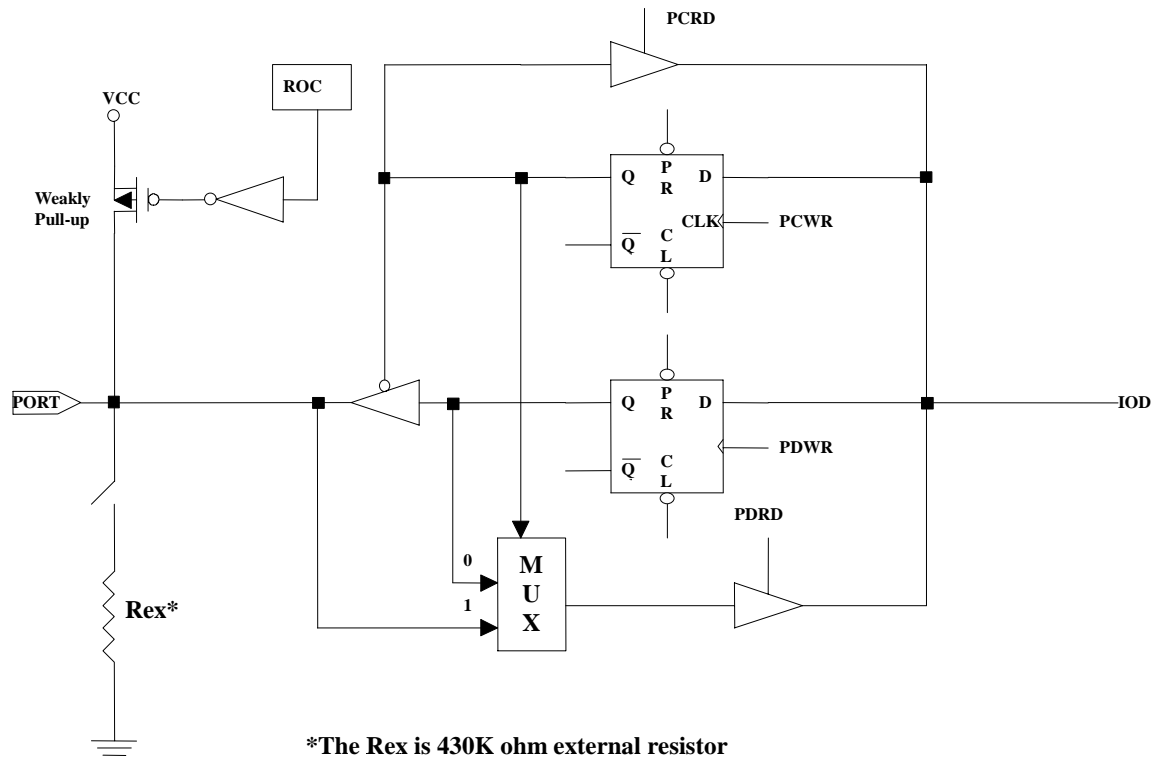 PCRD
ROC
VCC
Weakly
Pull-up
Q
P
R
D
CLK
PCWR
Q
C
L
PORT
Q
P
R
D
IOD
PDWR
Q
C
L
PDRD
0
1
M
U
X
Rex*
*The Rex is 430K ohm external resistor